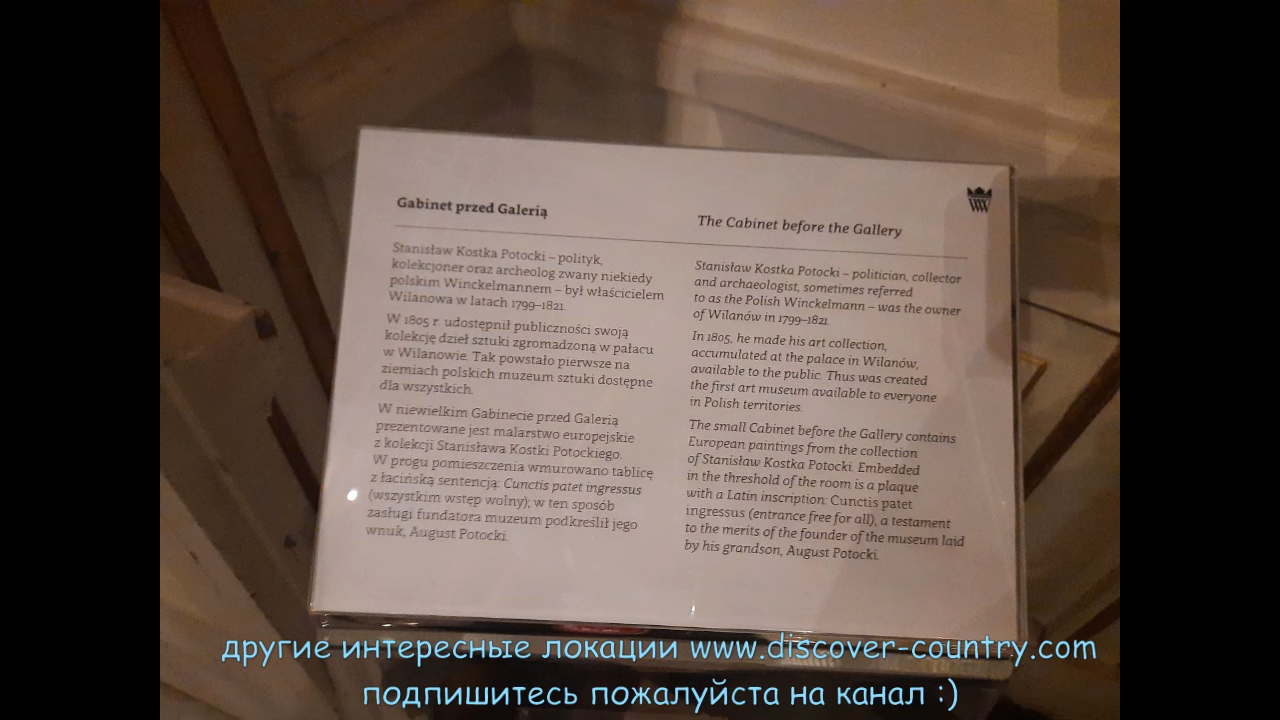 Gabinet przed Galerią
Stanisław Kostka Potocki – polityk,
kolekcjoner oraz archeolog zwany niekiedy
polskim Winckelmannem – był właścicielem
Wilanowa w latach 1799–1821.
W 1805 r. udostępnił publiczności swoją
kolekcję dzieł sztuki zgromadzoną w pałacu
w Wilanowie. Tak powstało pierwsze na
ziemiach polskich muzeum sztuki dostępne
dla wszystkich.
W niewielkim Gabinecie przed Galerią
prezentowane jest malarstwo europejskie
z kolekcji Stanisława Kostki Potockiego.
W progu pomieszczenia wmurowano tablicę
z łacińską sentencją: Cunctis patet ingressus
(wszystkim wstęp wolny); w ten sposób
zasługi fundatora muzeum podkreślił jego
wnuk, August Potocki.
The Cabinet before the Gallery
Stanisław Kostka Potocki – politician, collector
and archaeologist, sometimes referred
to as the Polish Winckelmann – was the owner
of Wilanów in 1799–1821.
In 1805, he made his art collection,
accumulated at the palace in Wilanów,
available to the public. Thus was created
the first art museum available to everyone
in Polish territories.
The small Cabinet before the Gallery contains
European paintings from the collection
of Stanisław Kostka Potocki. Embedded
in the threshold of the room is a plaque
with a Latin inscription: Cunctis patet
ingressus (entrance free for all), a testament
to the merits of the founder of the museum laid
by his grandson, August Potocki.
другие интересные локации www.discover-country.com
подпишитесь пожалуйста на канал :)